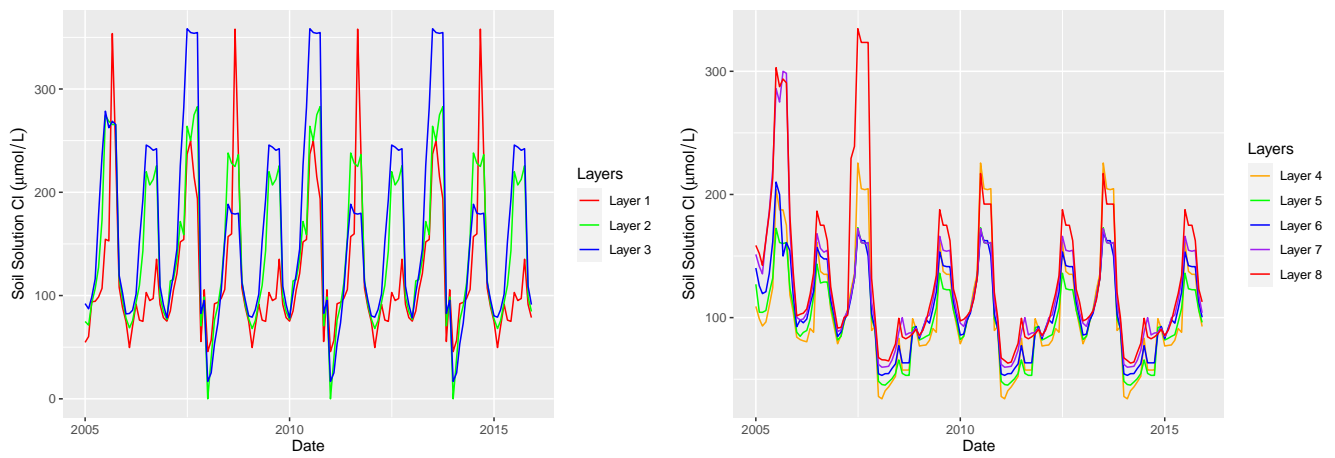 Soil Solution Cl (μmol/L)
300
200
100
0
2005
2010
2015
Date
Layers
Layer 1
Layer 2
Layer 3
Soil Solution Cl (μmol/L)
300
200
100
2005
2010
2015
Date
Layers
Layer 4
Layer 5
Layer 6
Layer 7
Layer 8